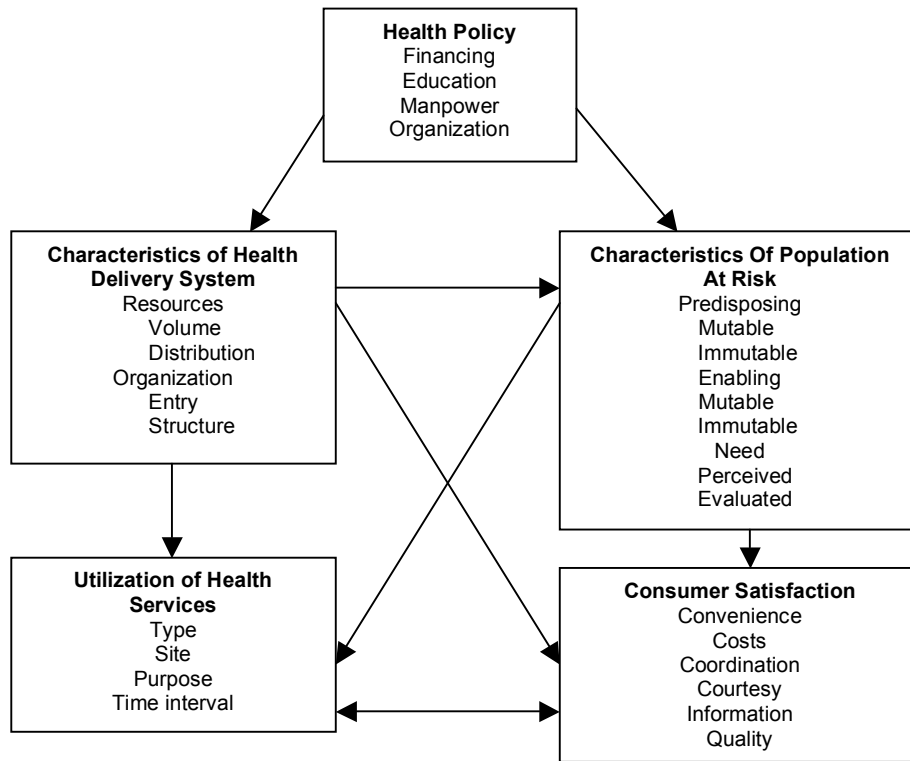 Health Policy
Financing
Education
Manpower
Organization
Characteristics of Health
Delivery System
Resources
Volume
Distribution
Organization
Entry
Structure
Characteristics Of Population
At Risk
Predisposing
Mutable
Immutable
Enabling
Mutable
Immutable
Need
Perceived
Evaluated
Utilization of Health
Services
Type
Site
Purpose
Time interval
Consumer Satisfaction
Convenience
Costs
Coordination
Courtesy
Information
Quality